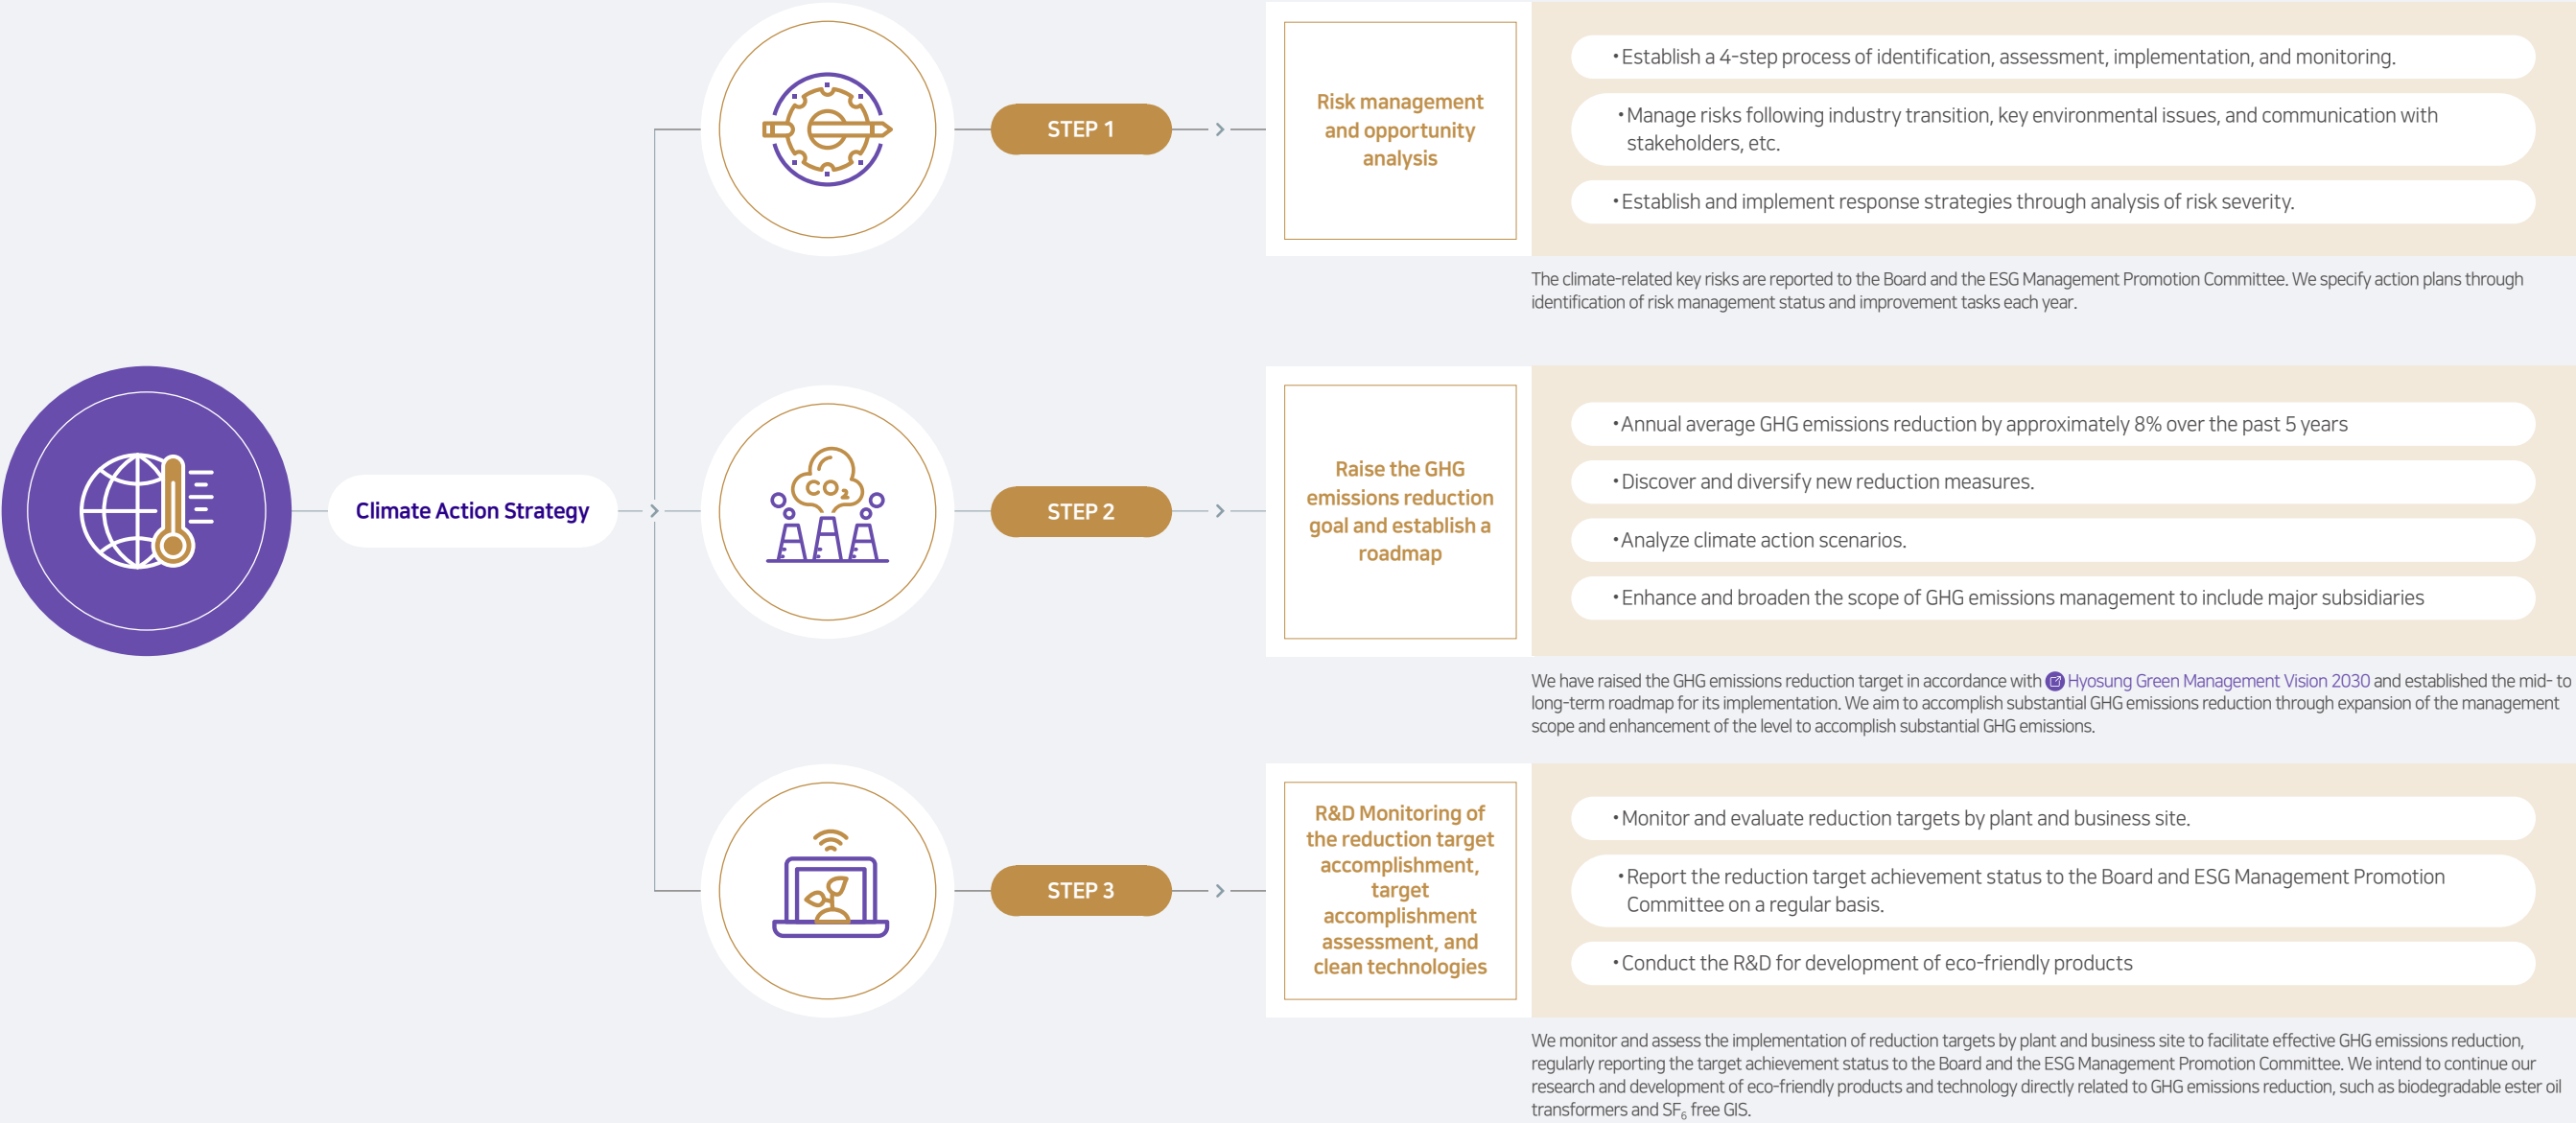 Climate Action Strategy
STEP 1
Risk management
and opportunity
analysis
•Establish a 4-step process of identification, assessment, implementation, and monitoring.
•Manage risks following industry transition, key environmental issues, and communication with
stakeholders, etc.
•Establish and implement response strategies through analysis of risk severity.
The climate-related key risks are reported to the Board and the ESG Management Promotion Committee. We specify action plans through
identification of risk management status and improvement tasks each year.
CO₂
STEP 2
Raise the GHG
emissions reduction
goal and establish a
roadmap
•Annual average GHG emissions reduction by approximately 8% over the past 5 years
•Discover and diversify new reduction measures.
•Analyze climate action scenarios.
•Enhance and broaden the scope of GHG emissions management to include major subsidiaries
We have raised the GHG emissions reduction target in accordance with Hyosung Green Management Vision 2030 and established the mid- to
long-term roadmap for its implementation. We aim to accomplish substantial GHG emissions reduction through expansion of the management
scope and enhancement of the level to accomplish substantial GHG emissions.
STEP 3
R&D Monitoring of
the reduction target
accomplishment,
target
accomplishment
assessment, and
clean technologies
•Monitor and evaluate reduction targets by plant and business site.
•Report the reduction target achievement status to the Board and ESG Management Promotion
Committee on a regular basis.
•Conduct the R&D for development of eco-friendly products
We monitor and assess the implementation of reduction targets by plant and business site to facilitate effective GHG emissions reduction,
regularly reporting the target achievement status to the Board and the ESG Management Promotion Committee. We intend to continue our
research and development of eco-friendly products and technology directly related to GHG emissions reduction, such as biodegradable ester oil
transformers and SF₆ free GIS.